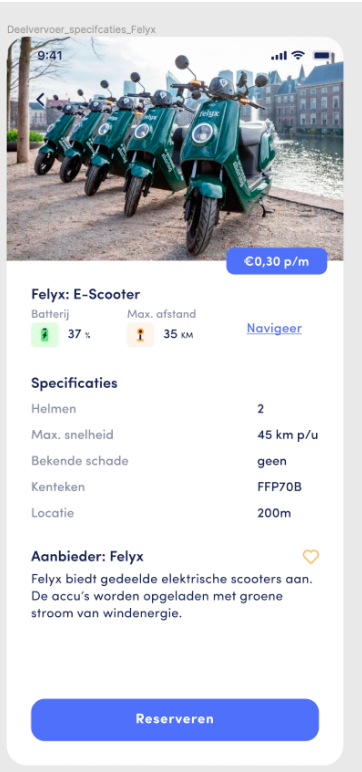 Deelvervoer_specifcaties_Felyx
9:41
felyx
€0,30 p/m
Felyx: E-Scooter
Batterij Max. afstand
37 % 35 KM Navigeer
Specificaties
Helmen 2
Max. snelheid 45 km p/u
Bekende schade geen
Kenteken FFP70B
Locatie 200m
Aanbieder: Felyx
Felyx biedt gedeelde elektrische scooters aan.
De accu's worden opgeladen met groene
stroom van windenergie.
Reserveren